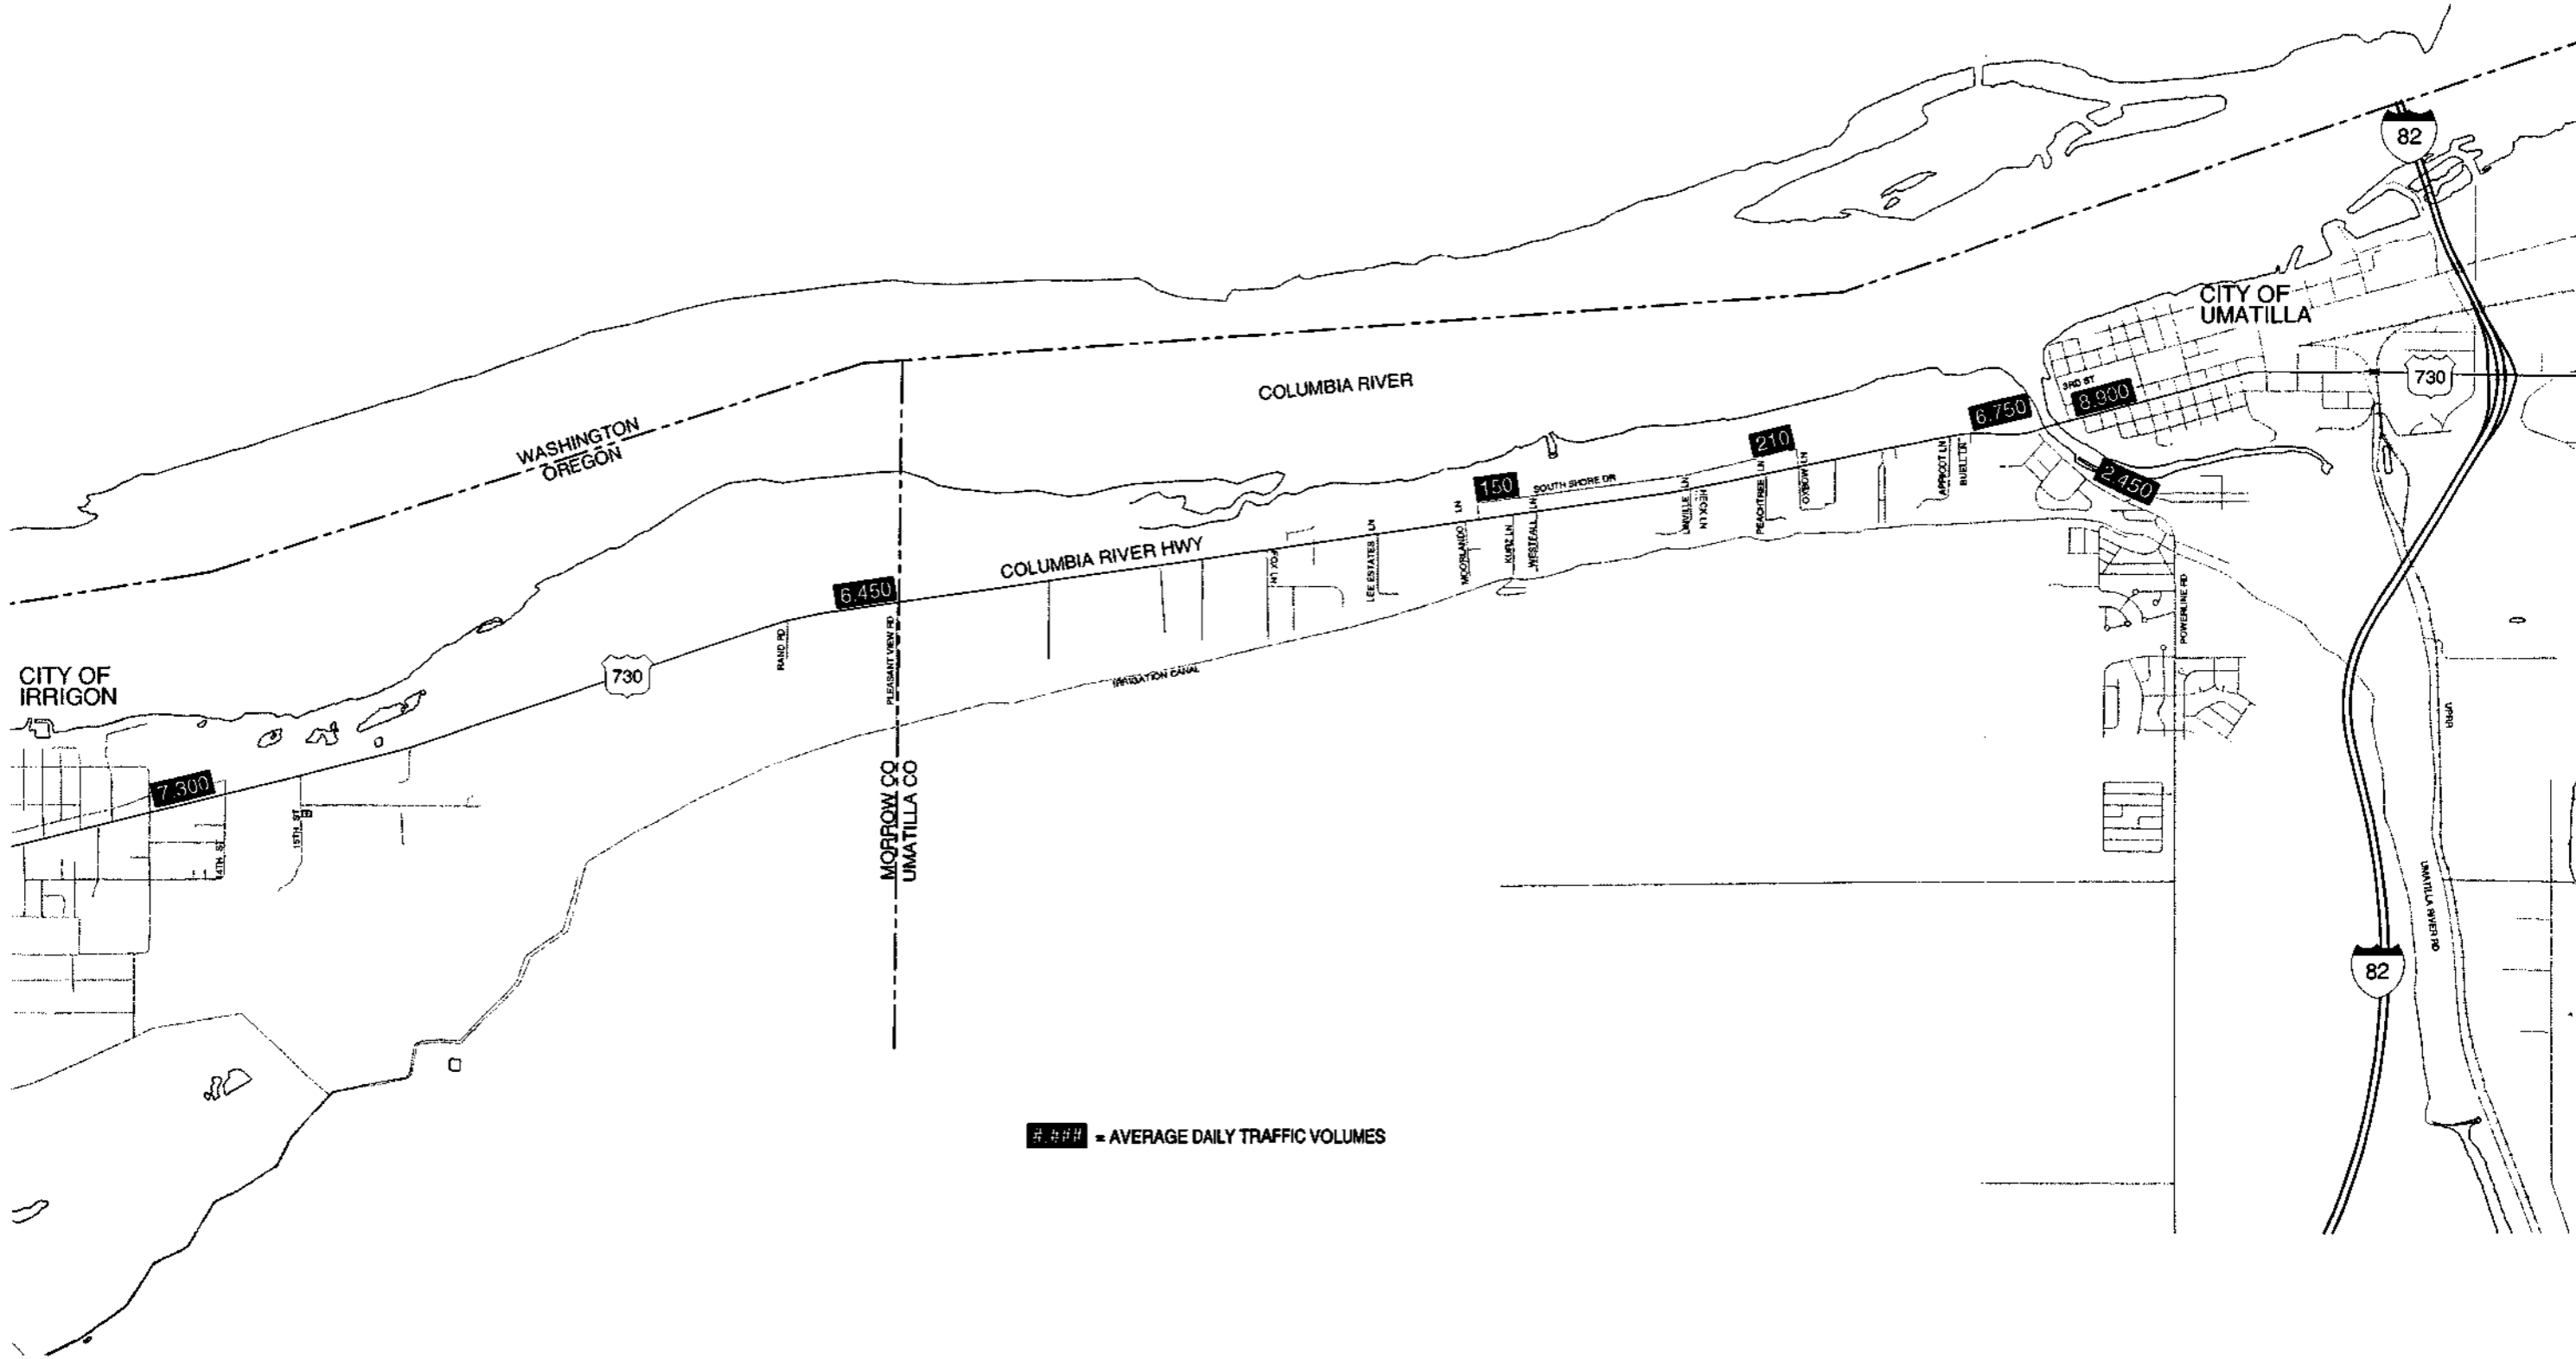 82
CITY OF
UMATILLA
730
3RD ST
8.900
6.750
COLUMBIA RIVER
2.450
210
150
SOUTH SHORE DR
WASHINGTON
OREGON
APRICOT LN
BUELL LN
OXBOW LN
PEACHTREE LN
HECK LN
LN
WESTFALL LN
KURZ LN
MOORLAND LN
LEE ESTATES LN
FOX LN
COLUMBIA RIVER HWY
6.450
PLEASANT VIEW RD
RAND RD
730
CITY OF
IRRIGON
IRRIGATION CANAL
POWERLINE RD
UPRR
7.300
14TH ST
15TH ST
MORROW CO
UMATILLA CO
UMATILLA RIVER RD
82
#.### = AVERAGE DAILY TRAFFIC VOLUMES